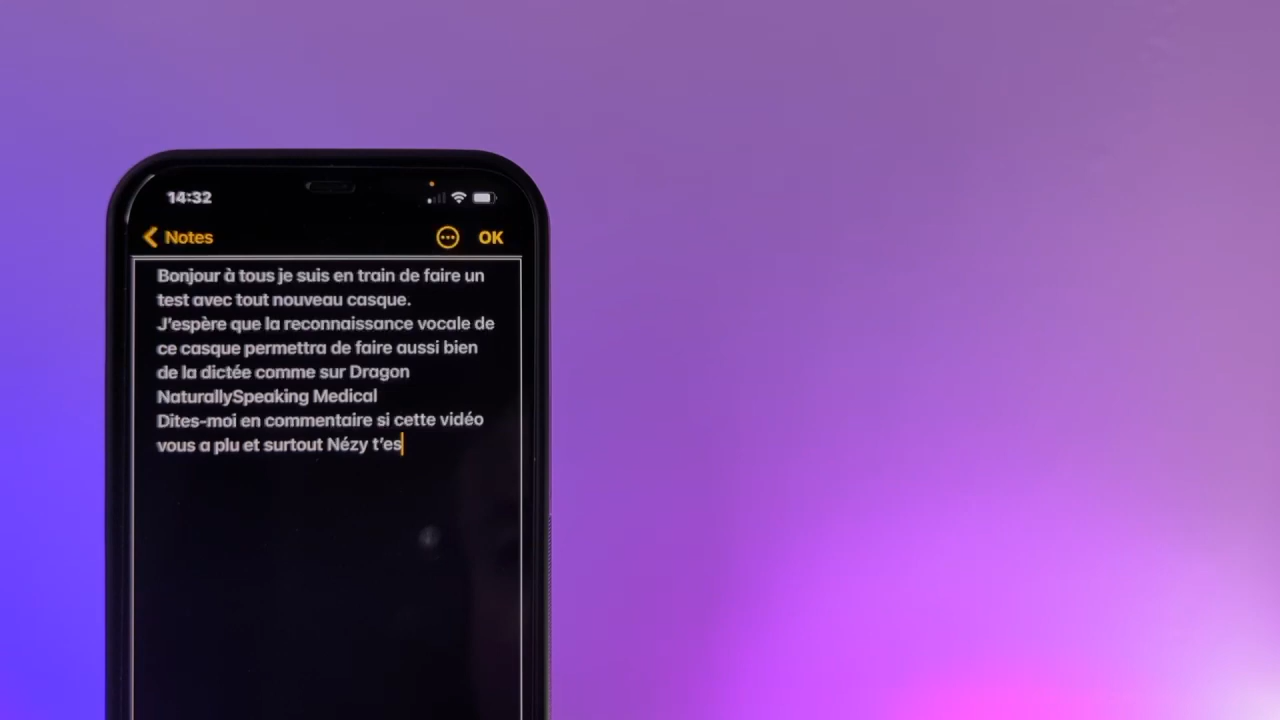 14:32
Notes
OK
Bonjour à tous je suis en train de faire un
test avec tout nouveau casque.
J'espère que la reconnaissance vocale de
ce casque permettra de faire aussi bien
de la dictée comme sur Dragon
NaturallySpeaking Medical
Dites-moi en commentaire si cette vidéo
vous a plu et surtout Nézy t'es